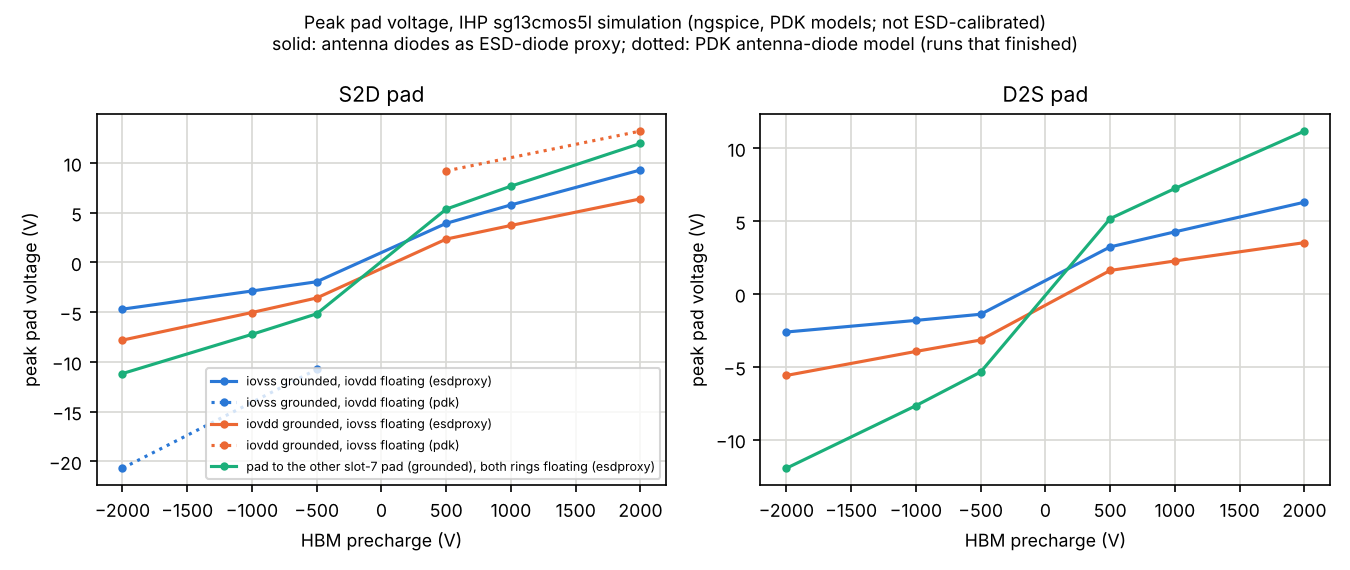 Peak pad voltage, IHP sg13cmos5l simulation (ngspice, PDK models; not ESD-calibrated)
solid: antenna diodes as ESD-diode proxy; dotted: PDK antenna-diode model (runs that finished)
S2D pad
peak pad voltage (V)
10
5
0
−5
−10
−15
−20
iovss grounded, iovdd floating (esdproxy)
iovss grounded, iovdd floating (pdk)
iovdd grounded, iovss floating (esdproxy)
iovdd grounded, iovss floating (pdk)
pad to the other slot-7 pad (grounded), both rings floating (esdproxy)
−2000 −1500 −1000 −500 0 500 1000 1500 2000
HBM precharge (V)
D2S pad
peak pad voltage (V)
10
5
0
−5
−10
−2000 −1500 −1000 −500 0 500 1000 1500 2000
HBM precharge (V)